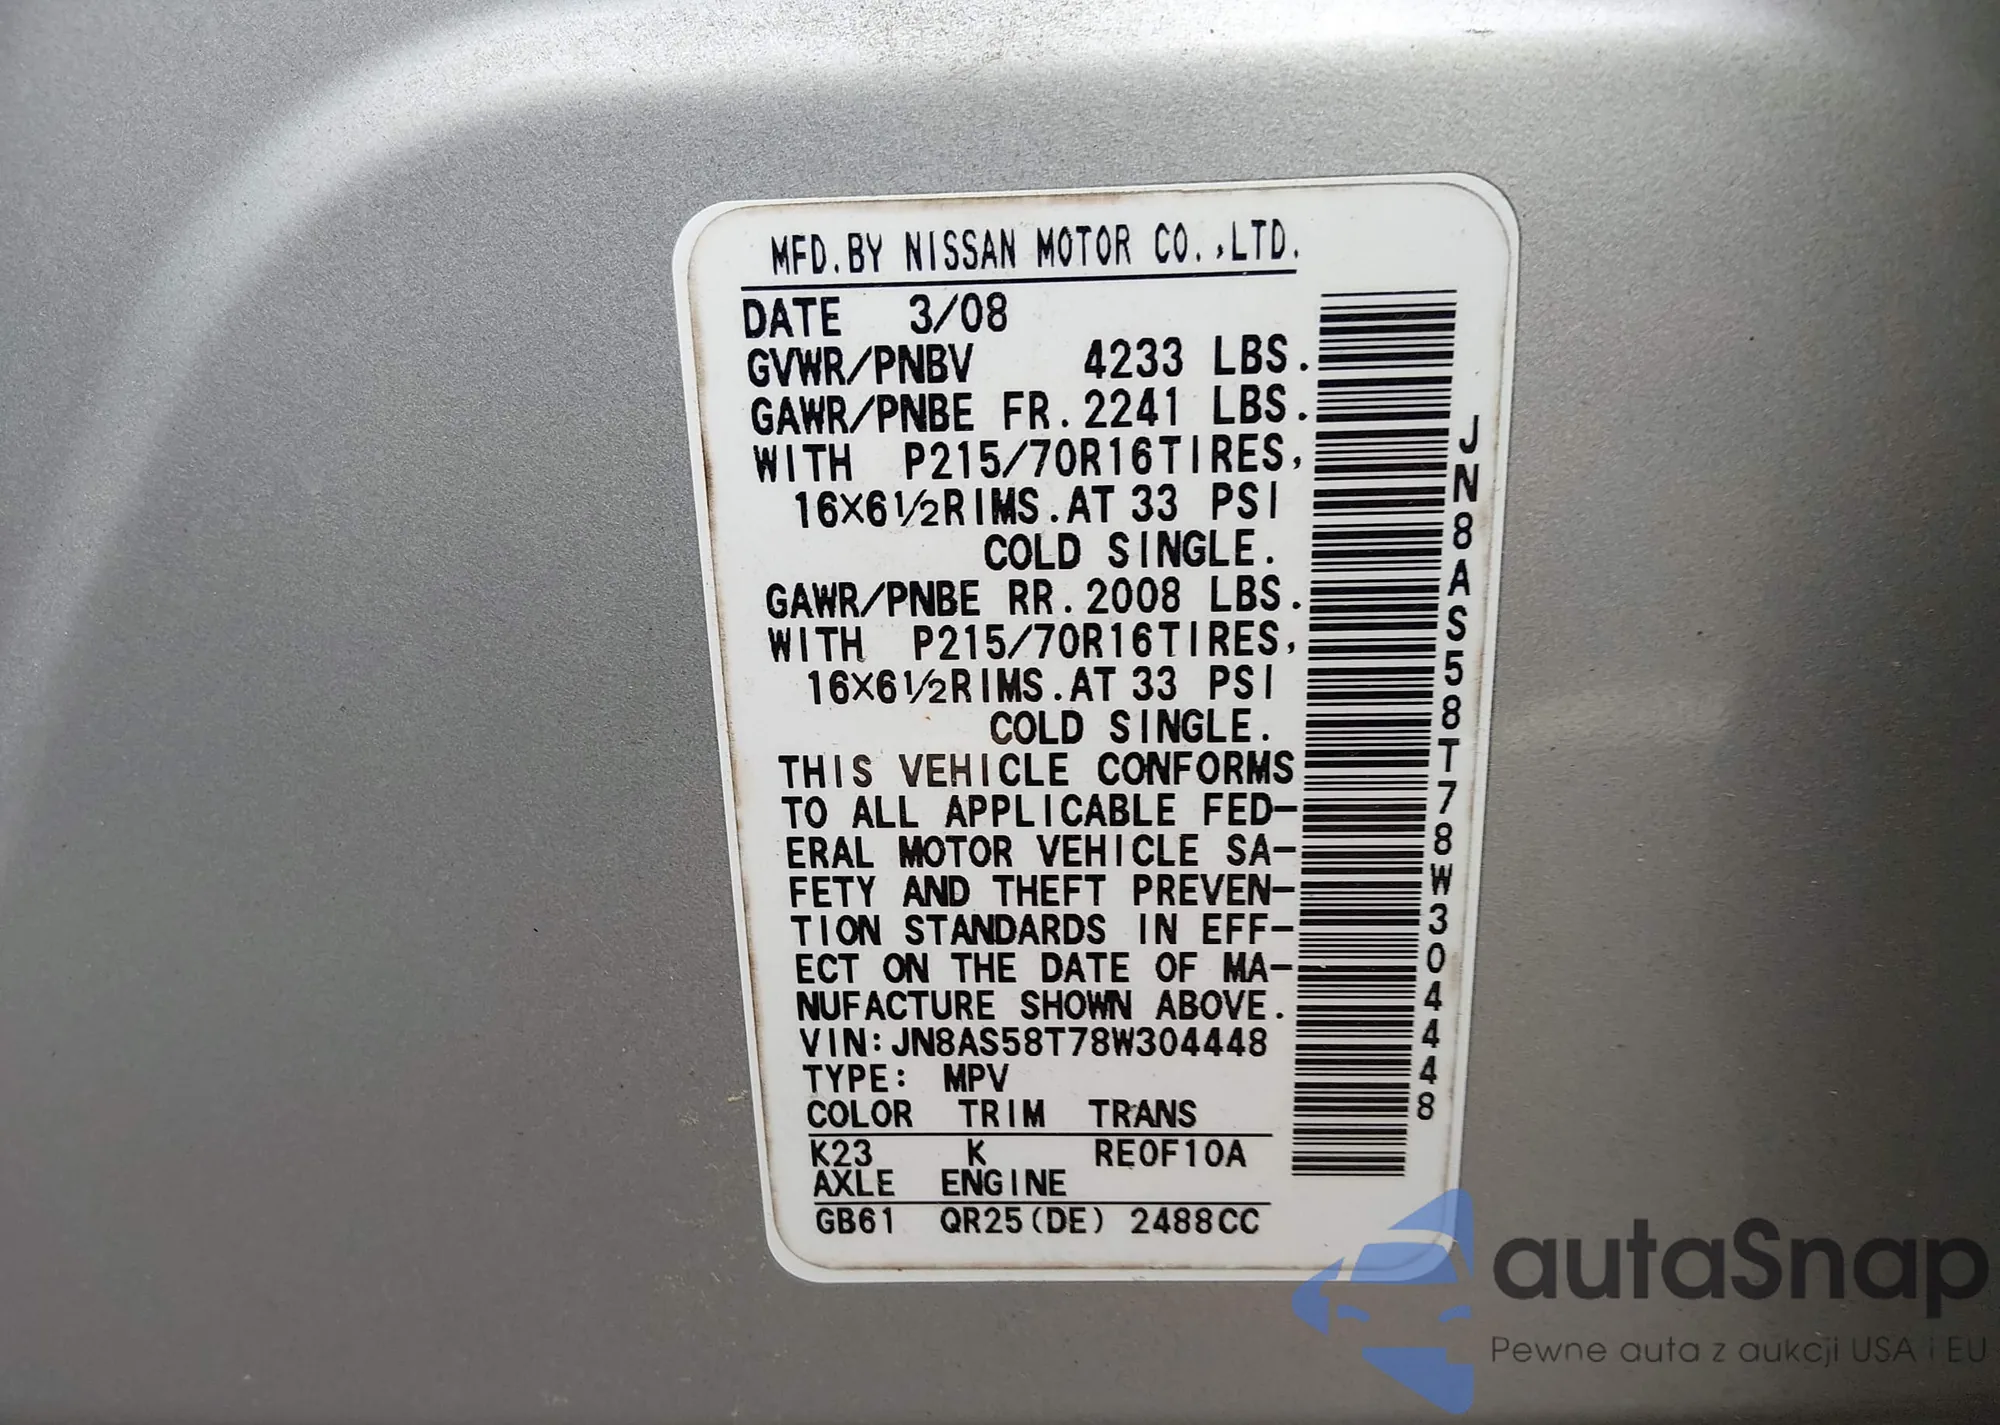 MFD.BY NISSAN MOTOR CO.,LTD.
DATE 3/08
GVWR/PNBV 4233 LBS.
GAWR/PNBE FR.2241 LBS.
WITH P215/70R16TIRES,
16X6½RIMS.AT 33 PSI
COLD SINGLE.
GAWR/PNBE RR.2008 LBS.
WITH P215/70R16TIRES,
16X6½RIMS.AT 33 PSI
COLD SINGLE.
THIS VEHICLE CONFORMS
TO ALL APPLICABLE FED-
ERAL MOTOR VEHICLE SA-
FETY AND THEFT PREVEN-
TION STANDARDS IN EFF-
ECT ON THE DATE OF MA-
NUFACTURE SHOWN ABOVE.
VIN:JN8AS58T78W304448
TYPE: MPV
COLOR TRIM TRANS
K23 K RE0F10A
AXLE ENGINE
GB61 QR25(DE) 2488CC
JN8AS58T78W304448
autaSnap
Pewne auta z aukcji USA i EU